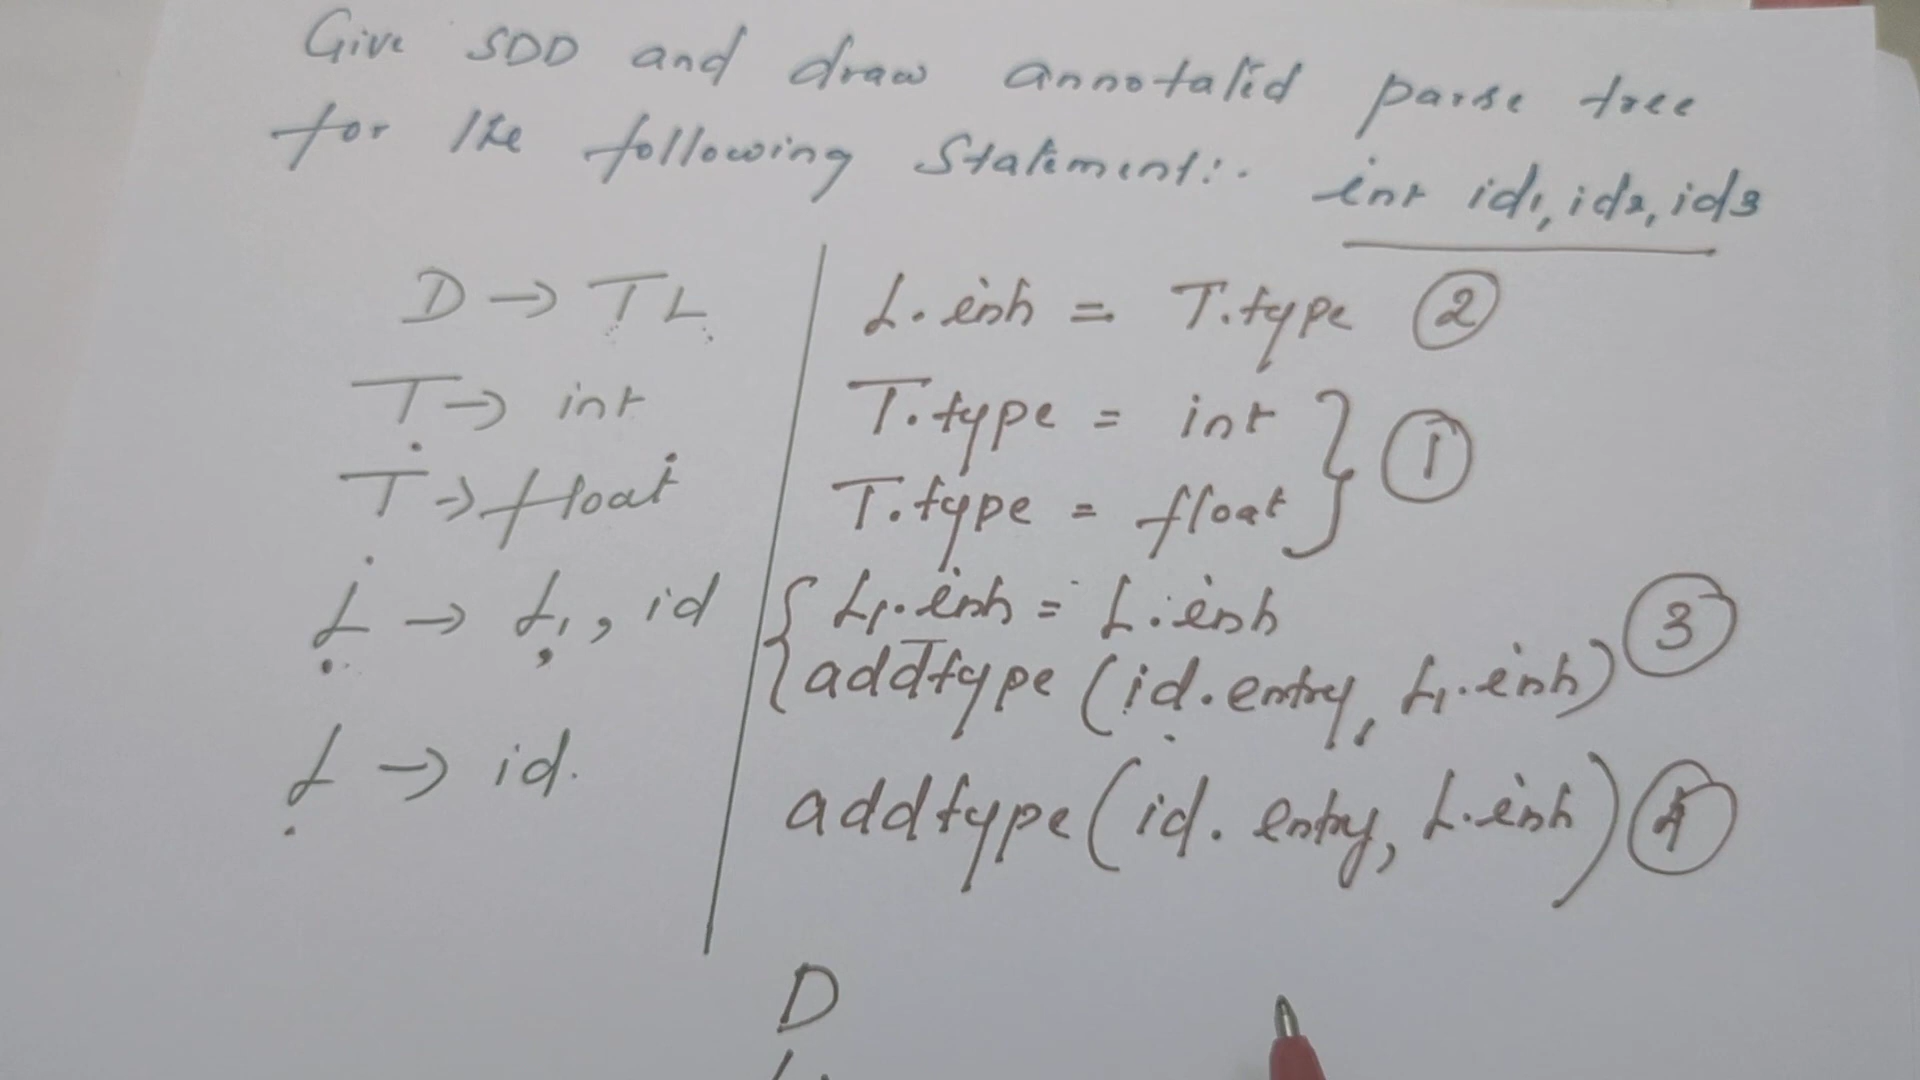 Give SDD and draw annotated parse tree
for the following Statement:. int id1, id2, id3
D → TL L.inh = T.type ②
T → int T.type = int } ①
T → float T.type = float
L → L1, id { L1.inh = L.inh ③
addType (id.entry, L1.inh)
L → id. addtype (id. entry, L.inh) ④
D